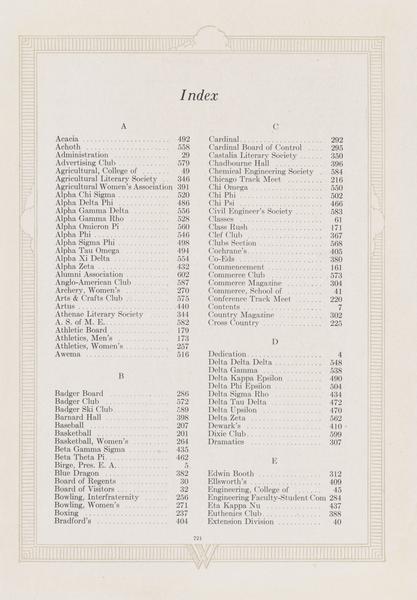 Index
A
Acacia 492
Achoth 558
Administration 29
Advertising Club 579
Agricultural, College of 49
Agricultural Literary Society 346
Agricultural Women's Association 391
Alpha Chi Sigma 520
Alpha Delta Phi 486
Alpha Gamma Delta 556
Alpha Gamma Rho 528
Alpha Omicron Pi 560
Alpha Phi 546
Alpha Sigma Phi 498
Alpha Tau Omega 494
Alpha Xi Delta 554
Alpha Zeta 432
Alumni Association 602
Anglo-American Club 587
Archery, Women's 270
Arts & Crafts Club 575
Artus 440
Athenae Literary Society 344
A. S. of M. E. 582
Athletic Board 179
Athletics, Men's 173
Athletics, Women's 257
Awema 516
B
Badger Board 286
Badger Club 572
Badger Ski Club 589
Barnard Hall 398
Baseball 207
Basketball 201
Basketball, Women's 264
Beta Gamma Sigma 435
Beta Theta Pi 462
Birge, Pres. E. A. 5
Blue Dragon 382
Board of Regents 30
Board of Visitors 32
Bowling, Interfraternity 256
Bowling, Women's 271
Boxing 237
Bradford's 404
C
Cardinal 292
Cardinal Board of Control 295
Castalia Literary Society 350
Chadbourne Hall 396
Chemical Engineering Society 584
Chicago Track Meet 216
Chi Omega 550
Chi Phi 502
Chi Psi 466
Civil Engineer's Society 583
Classes 61
Class Rush 171
Clef Club 367
Clubs Section 568
Cochrane's 405
Co-Eds 380
Commencement 161
Commerce Club 573
Commerce Magazine 304
Commerce, School of 41
Conference Track Meet 220
Contents 7
Country Magazine 302
Cross Country 225
D
Dedication 4
Delta Delta Delta 548
Delta Gamma 538
Delta Kappa Epsilon 490
Delta Phi Epsilon 504
Delta Sigma Rho 434
Delta Tau Delta 472
Delta Upsilon 470
Delta Zeta 562
Dewark's 410
Dixie Club 599
Dramatics 307
E
Edwin Booth 312
Ellsworth's 409
Engineering, College of 45
Engineering Faculty-Student Com 284
Eta Kappa Nu 437
Euthenics Club 388
Extension Division 40
721